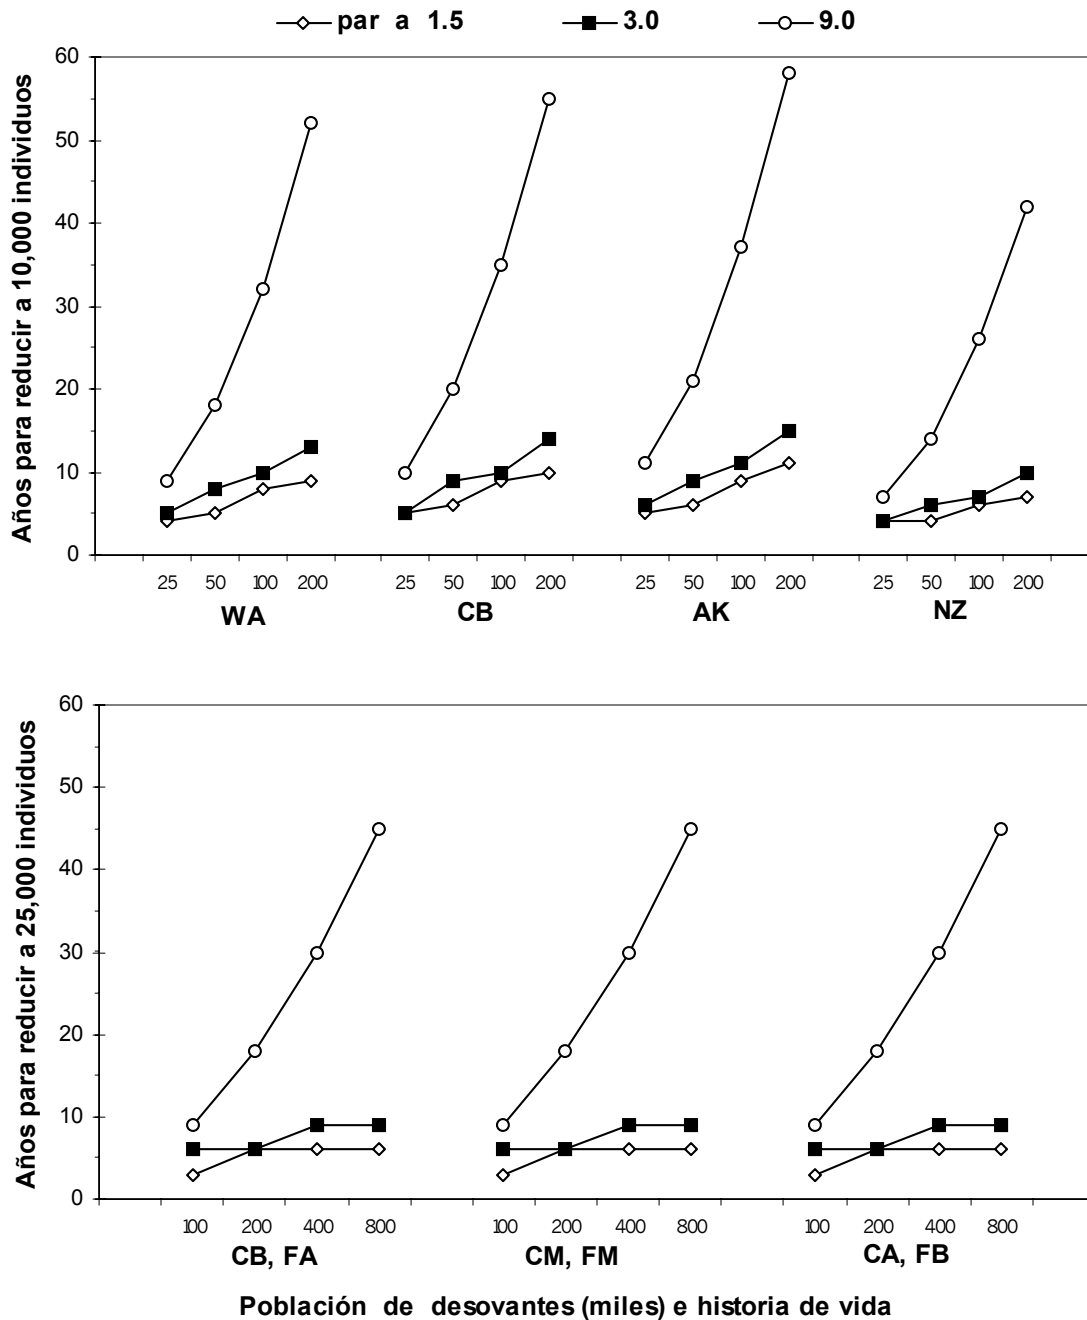 par a 1.5 3.0 9.0
Años para reducir a 10,000 individuos
60
50
40
30
20
10
0
25 50 100 200 25 50 100 200 25 50 100 200 25 50 100 200
WA CB AK NZ
Años para reducir a 25,000 individuos
60
50
40
30
20
10
0
100 200 400 800 100 200 400 800 100 200 400 800
CB, FA CM, FM CA, FB
Población de desovantes (miles) e historia de vida